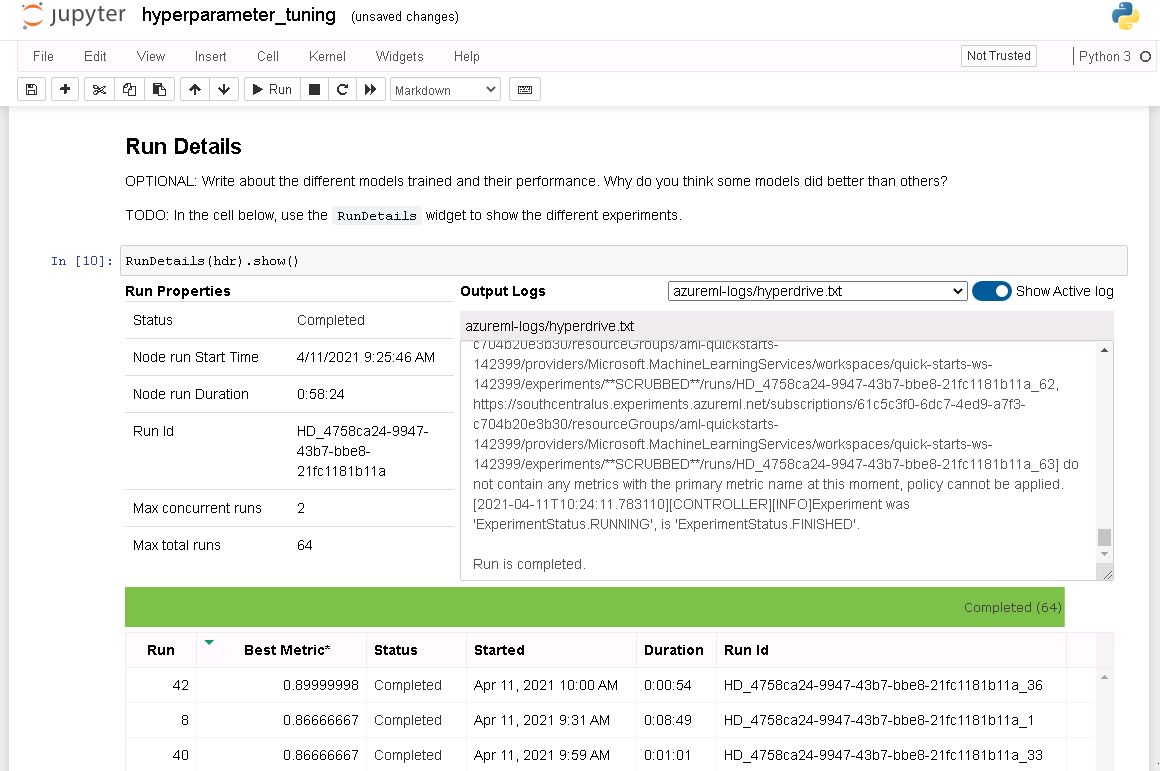 jupyter hyperparameter_tuning (unsaved changes)
File Edit View Insert Cell Kernel Widgets Help Not Trusted Python 3
Run Markdown
Run Details
OPTIONAL: Write about the different models trained and their performance. Why do you think some models did better than others?
TODO: In the cell below, use the RunDetails widget to show the different experiments.
In [10]: RunDetails(hdr).show()
Run Properties
Status Completed
Node run Start Time 4/11/2021 9:25:46 AM
Node run Duration 0:58:24
Run Id HD_4758ca24-9947-
43b7-bbe8-
21fc1181b11a
Max concurrent runs 2
Max total runs 64
Output Logs azureml-logs/hyperdrive.txt Show Active log
azureml-logs/hyperdrive.txt
c704b20e3b30/resourceGroups/aml-quickstarts-
142399/providers/Microsoft.MachineLearningServices/workspaces/quick-starts-ws-
142399/experiments/**SCRUBBED**/runs/HD_4758ca24-9947-43b7-bbe8-21fc1181b11a_62,
https://southcentralus.experiments.azureml.net/subscriptions/61c5c3f0-6dc7-4ed9-a7f3-
c704b20e3b30/resourceGroups/aml-quickstarts-
142399/providers/Microsoft.MachineLearningServices/workspaces/quick-starts-ws-
142399/experiments/**SCRUBBED**/runs/HD_4758ca24-9947-43b7-bbe8-21fc1181b11a_63] do
not contain any metrics with the primary metric name at this moment, policy cannot be applied.
[2021-04-11T10:24:11.783110][CONTROLLER][INFO]Experiment was
'ExperimentStatus.RUNNING', is 'ExperimentStatus.FINISHED'.
Run is completed.
Completed (64)
Run Best Metric* Status Started Duration Run Id
42 0.89999998 Completed Apr 11, 2021 10:00 AM 0:00:54 HD_4758ca24-9947-43b7-bbe8-21fc1181b11a_36
8 0.86666667 Completed Apr 11, 2021 9:31 AM 0:08:49 HD_4758ca24-9947-43b7-bbe8-21fc1181b11a_1
40 0.86666667 Completed Apr 11, 2021 9:59 AM 0:01:01 HD_4758ca24-9947-43b7-bbe8-21fc1181b11a_33